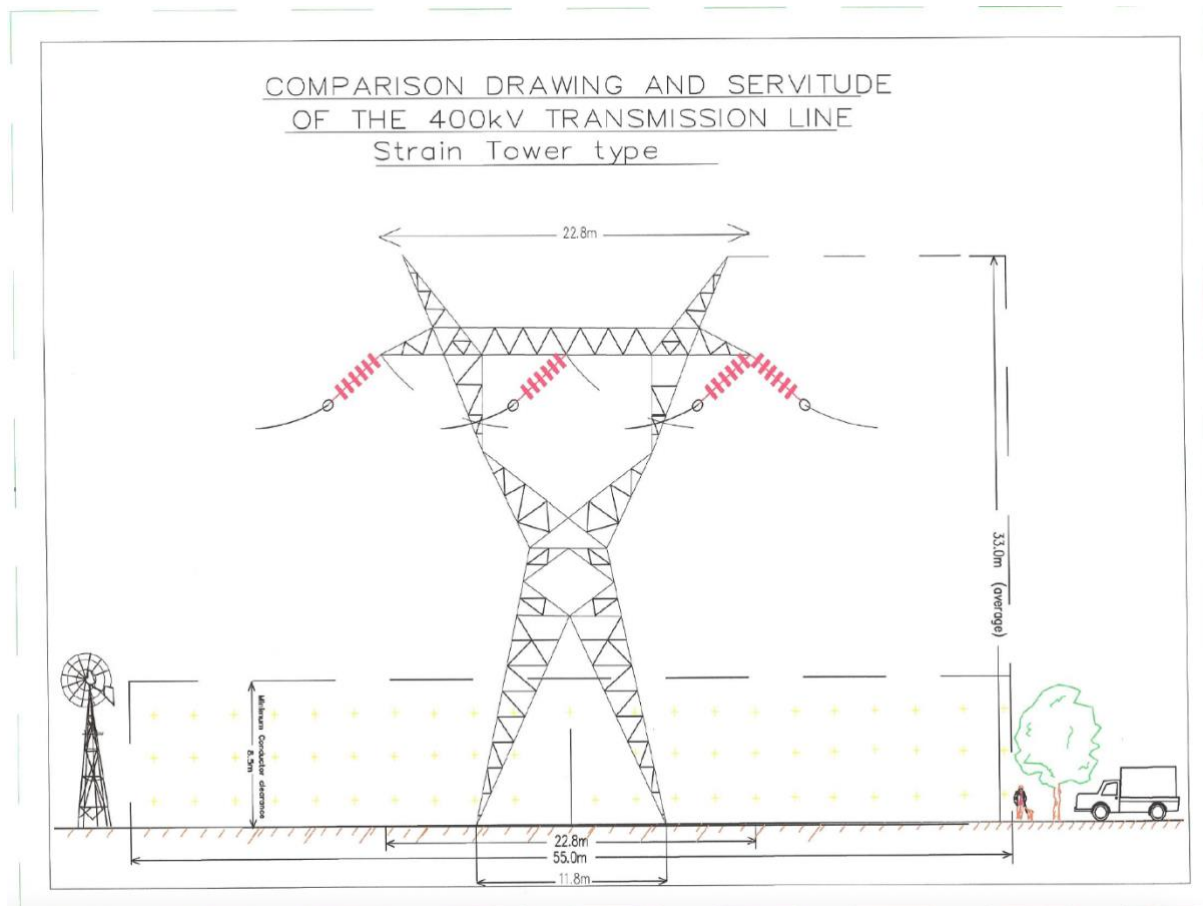 COMPARISON DRAWING AND SERVITUDE
OF THE 400kV TRANSMISSION LINE
Strain Tower type
22.8m
33.0m (average)
Minimum Conductor clearance
8.5m
22.8m
55.0m
11.8m